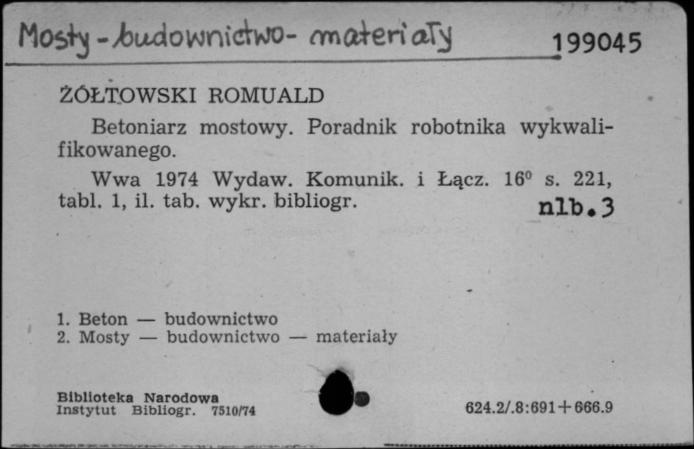 Mosty - budownictwo - materiały
199045
ŻÓŁTOWSKI ROMUALD
Betoniarz mostowy. Poradnik robotnika wykwali-
fikowanego.
Wwa 1974 Wydaw. Komunik. i Łącz. 16⁰ s. 221,
tabl. 1, il. tab. wykr. bibliogr.
nlb.3
1. Beton — budownictwo
2. Mosty — budownictwo — materiały
Biblioteka Narodowa
Instytut Bibliogr. 7510/74
624.2/.8:691+666.9